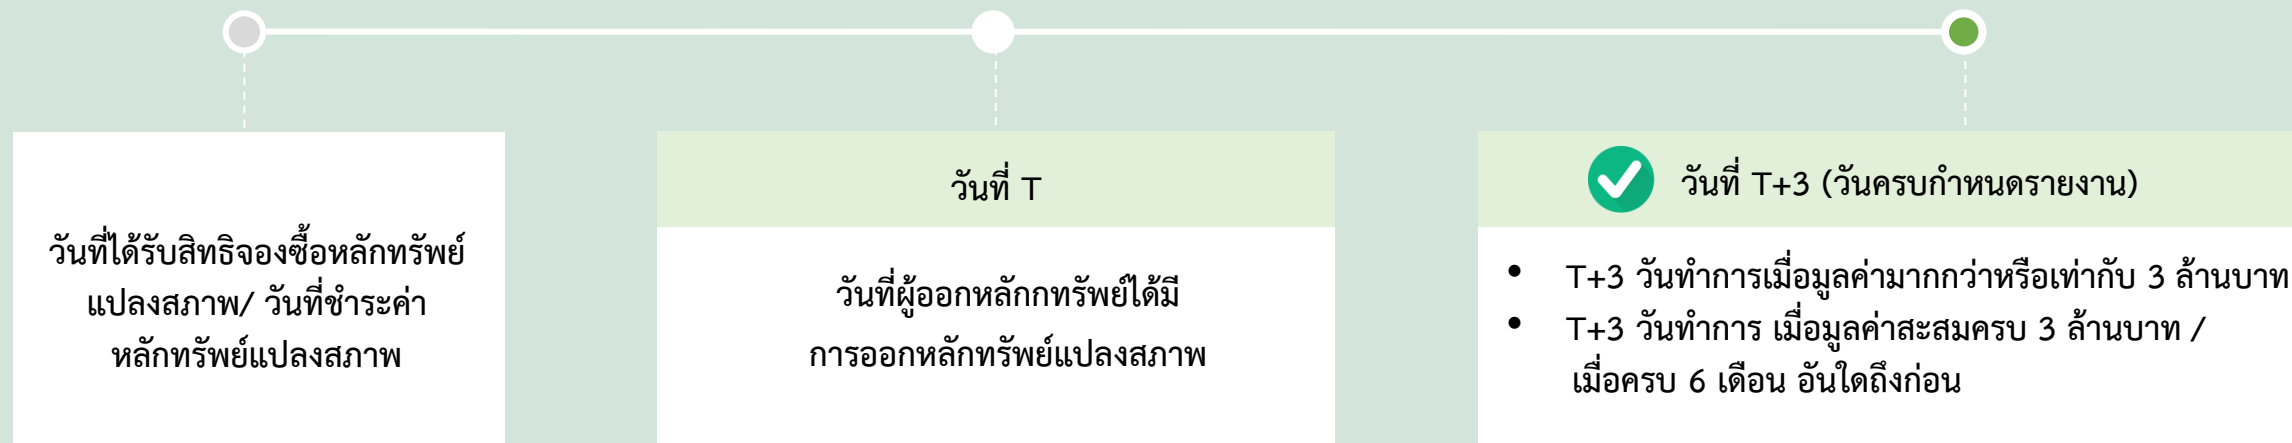 วันที่ได้รับสิทธิจองซื้อหลักทรัพย์
แปลงสภาพ/ วันที่ชำระค่า
หลักทรัพย์แปลงสภาพ
วันที่ T
วันที่ผู้ออกหลักกทรัพย์ได้มี
การออกหลักทรัพย์แปลงสภาพ
วันที่ T+3 (วันครบกำหนดรายงาน)
• T+3 วันทำการเมื่อมูลค่ามากกว่าหรือเท่ากับ 3 ล้านบาท
• T+3 วันทำการ เมื่อมูลค่าสะสมครบ 3 ล้านบาท /
เมื่อครบ 6 เดือน อันใดถึงก่อน